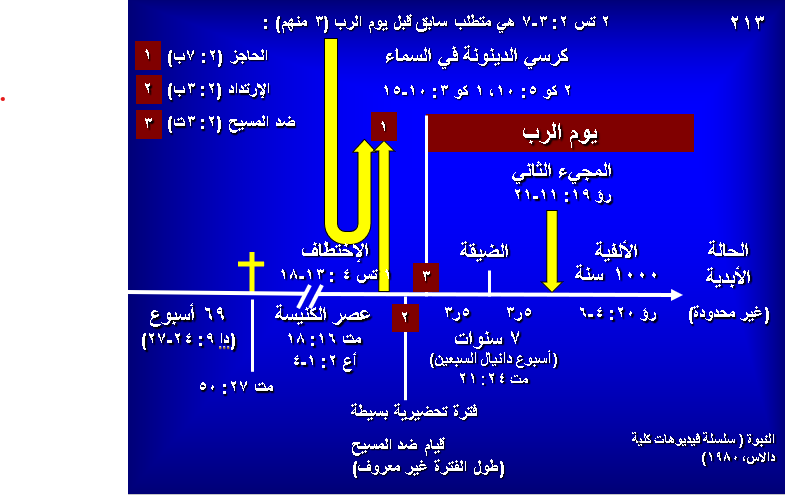 ٢١٣
٢ تس ٢: ٣-٧ هي متطلب سابق قبل يوم الرب (٣ منهم) :
١ الحاجز (٢: ٧ب)
٢ الإرتداد (٢: ٣ب)
٣ ضد المسيح (٢: ٣ت)
كرسي الدينونة في السماء
٢ كو ٥: ١٠، ١ كو ٣: ١٠-١٥
١
يوم الرب
المجيء الثاني
رؤ ١٩: ١١-٢١
الإختطاف
١ تس ٤ : ١٣-١٨
الضيقة
الألفية
١٠٠٠ سنة
الحالة
الأبدية
(غير محدودة)
٣
٢
٦٩ أسبوع
(دا ٩: ٢٤-٢٧)
مت ٢٧: ٥٠
عصر الكنيسة
مت ١٦: ١٨
أع ٢: ١-٤
٥ر٣
٥ر٣
رؤ ٢٠: ٤-٦
٧ سنوات
(أسبوع دانيال السبعين)
مت ٢٤: ٢١
فترة تحضيرية بسيطة
قيام ضد المسيح
(طول الفترة غير معروف)
النبوة ( سلسلة فيديوهات كلية
دالاس، ١٩٨٠)